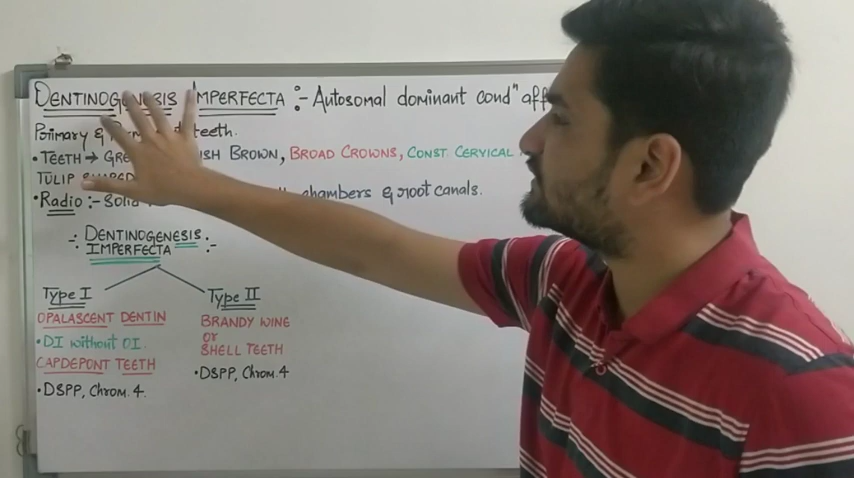 DENTINOGENESIS IMPERFECTA :- Autosomal dominant condⁿ aff
Primary & teeth.
• TEETH → GRE ISH BROWN, BROAD CROWNS, CONST. CERVICAL
TULIP SHAPED
• Radio :- Solid chambers & root canals.
-: DENTINOGENESIS
IMPERFECTA :-
Type I
OPALASCENT DENTIN
• DI without OI.
CAPDEPONT TEETH
• DSPP, Chrom. 4.
Type II
BRANDY WINE
or
SHELL TEETH
• DSPP, Chrom. 4